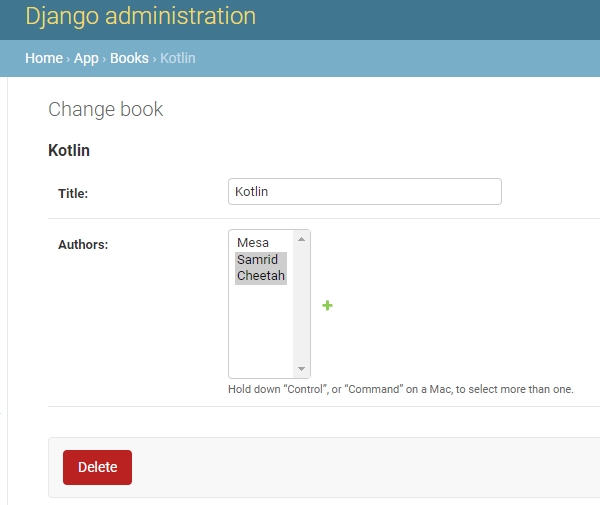 Django administration
Home › App › Books › Kotlin
Change book
Kotlin
Title: Kotlin
Authors: Mesa
Samrid
Cheetah
Hold down “Control”, or “Command” on a Mac, to select more than one.
Delete